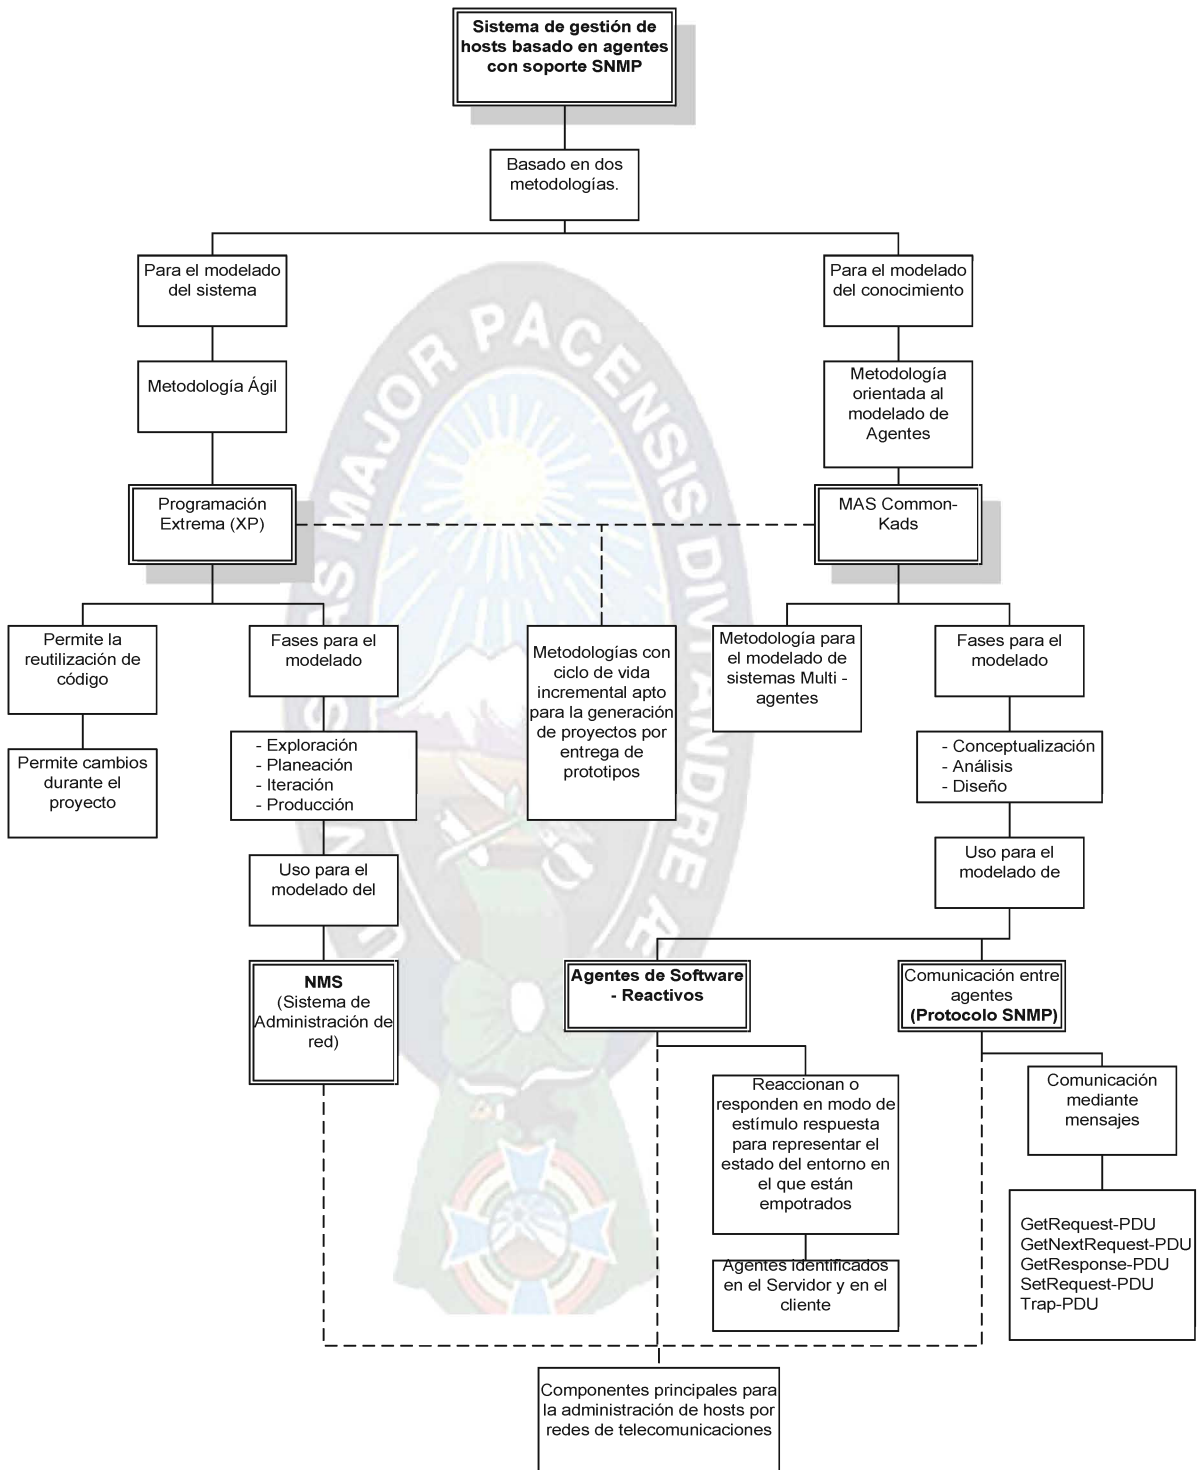 Sistema de gestión de
hosts basado en agentes
con soporte SNMP
Basado en dos
metodologías.
Para el modelado
del sistema
Para el modelado
del conocimiento
Metodología Ágil
Metodología
orientada al
modelado de
Agentes
Programación
Extrema (XP)
MAS Common-
Kads
Permite la
reutilización de
código
Fases para el
modelado
Metodologías con
ciclo de vida
incremental apto
para la generación
de proyectos por
entrega de
prototipos
Metodología para
el modelado de
sistemas Multi -
agentes
Fases para el
modelado
Permite cambios
durante el
proyecto
- Exploración
- Planeación
- Iteración
- Producción
- Conceptualización
- Análisis
- Diseño
Uso para el
modelado del
Uso para el
modelado de
NMS
(Sistema de
Administración de
red)
Agentes de Software
- Reactivos
Comunicación entre
agentes
(Protocolo SNMP)
Reaccionan o
responden en modo de
estímulo respuesta
para representar el
estado del entorno en
el que están
empotrados
Comunicación
mediante
mensajes
GetRequest-PDU
GetNextRequest-PDU
GetResponse-PDU
SetRequest-PDU
Trap-PDU
Agentes identificados
en el Servidor y en el
cliente
Componentes principales para
la administración de hosts por
redes de telecomunicaciones
MAJOR PACENSIS DIVI ANDRE Æ